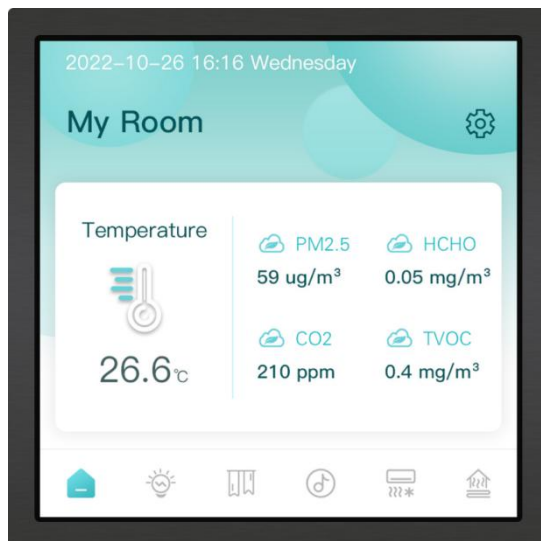 2022-10-26 16:16 Wednesday
My Room
Temperature
26.6℃
PM2.5
59 ug/m³
HCHO
0.05 mg/m³
CO2
210 ppm
TVOC
0.4 mg/m³